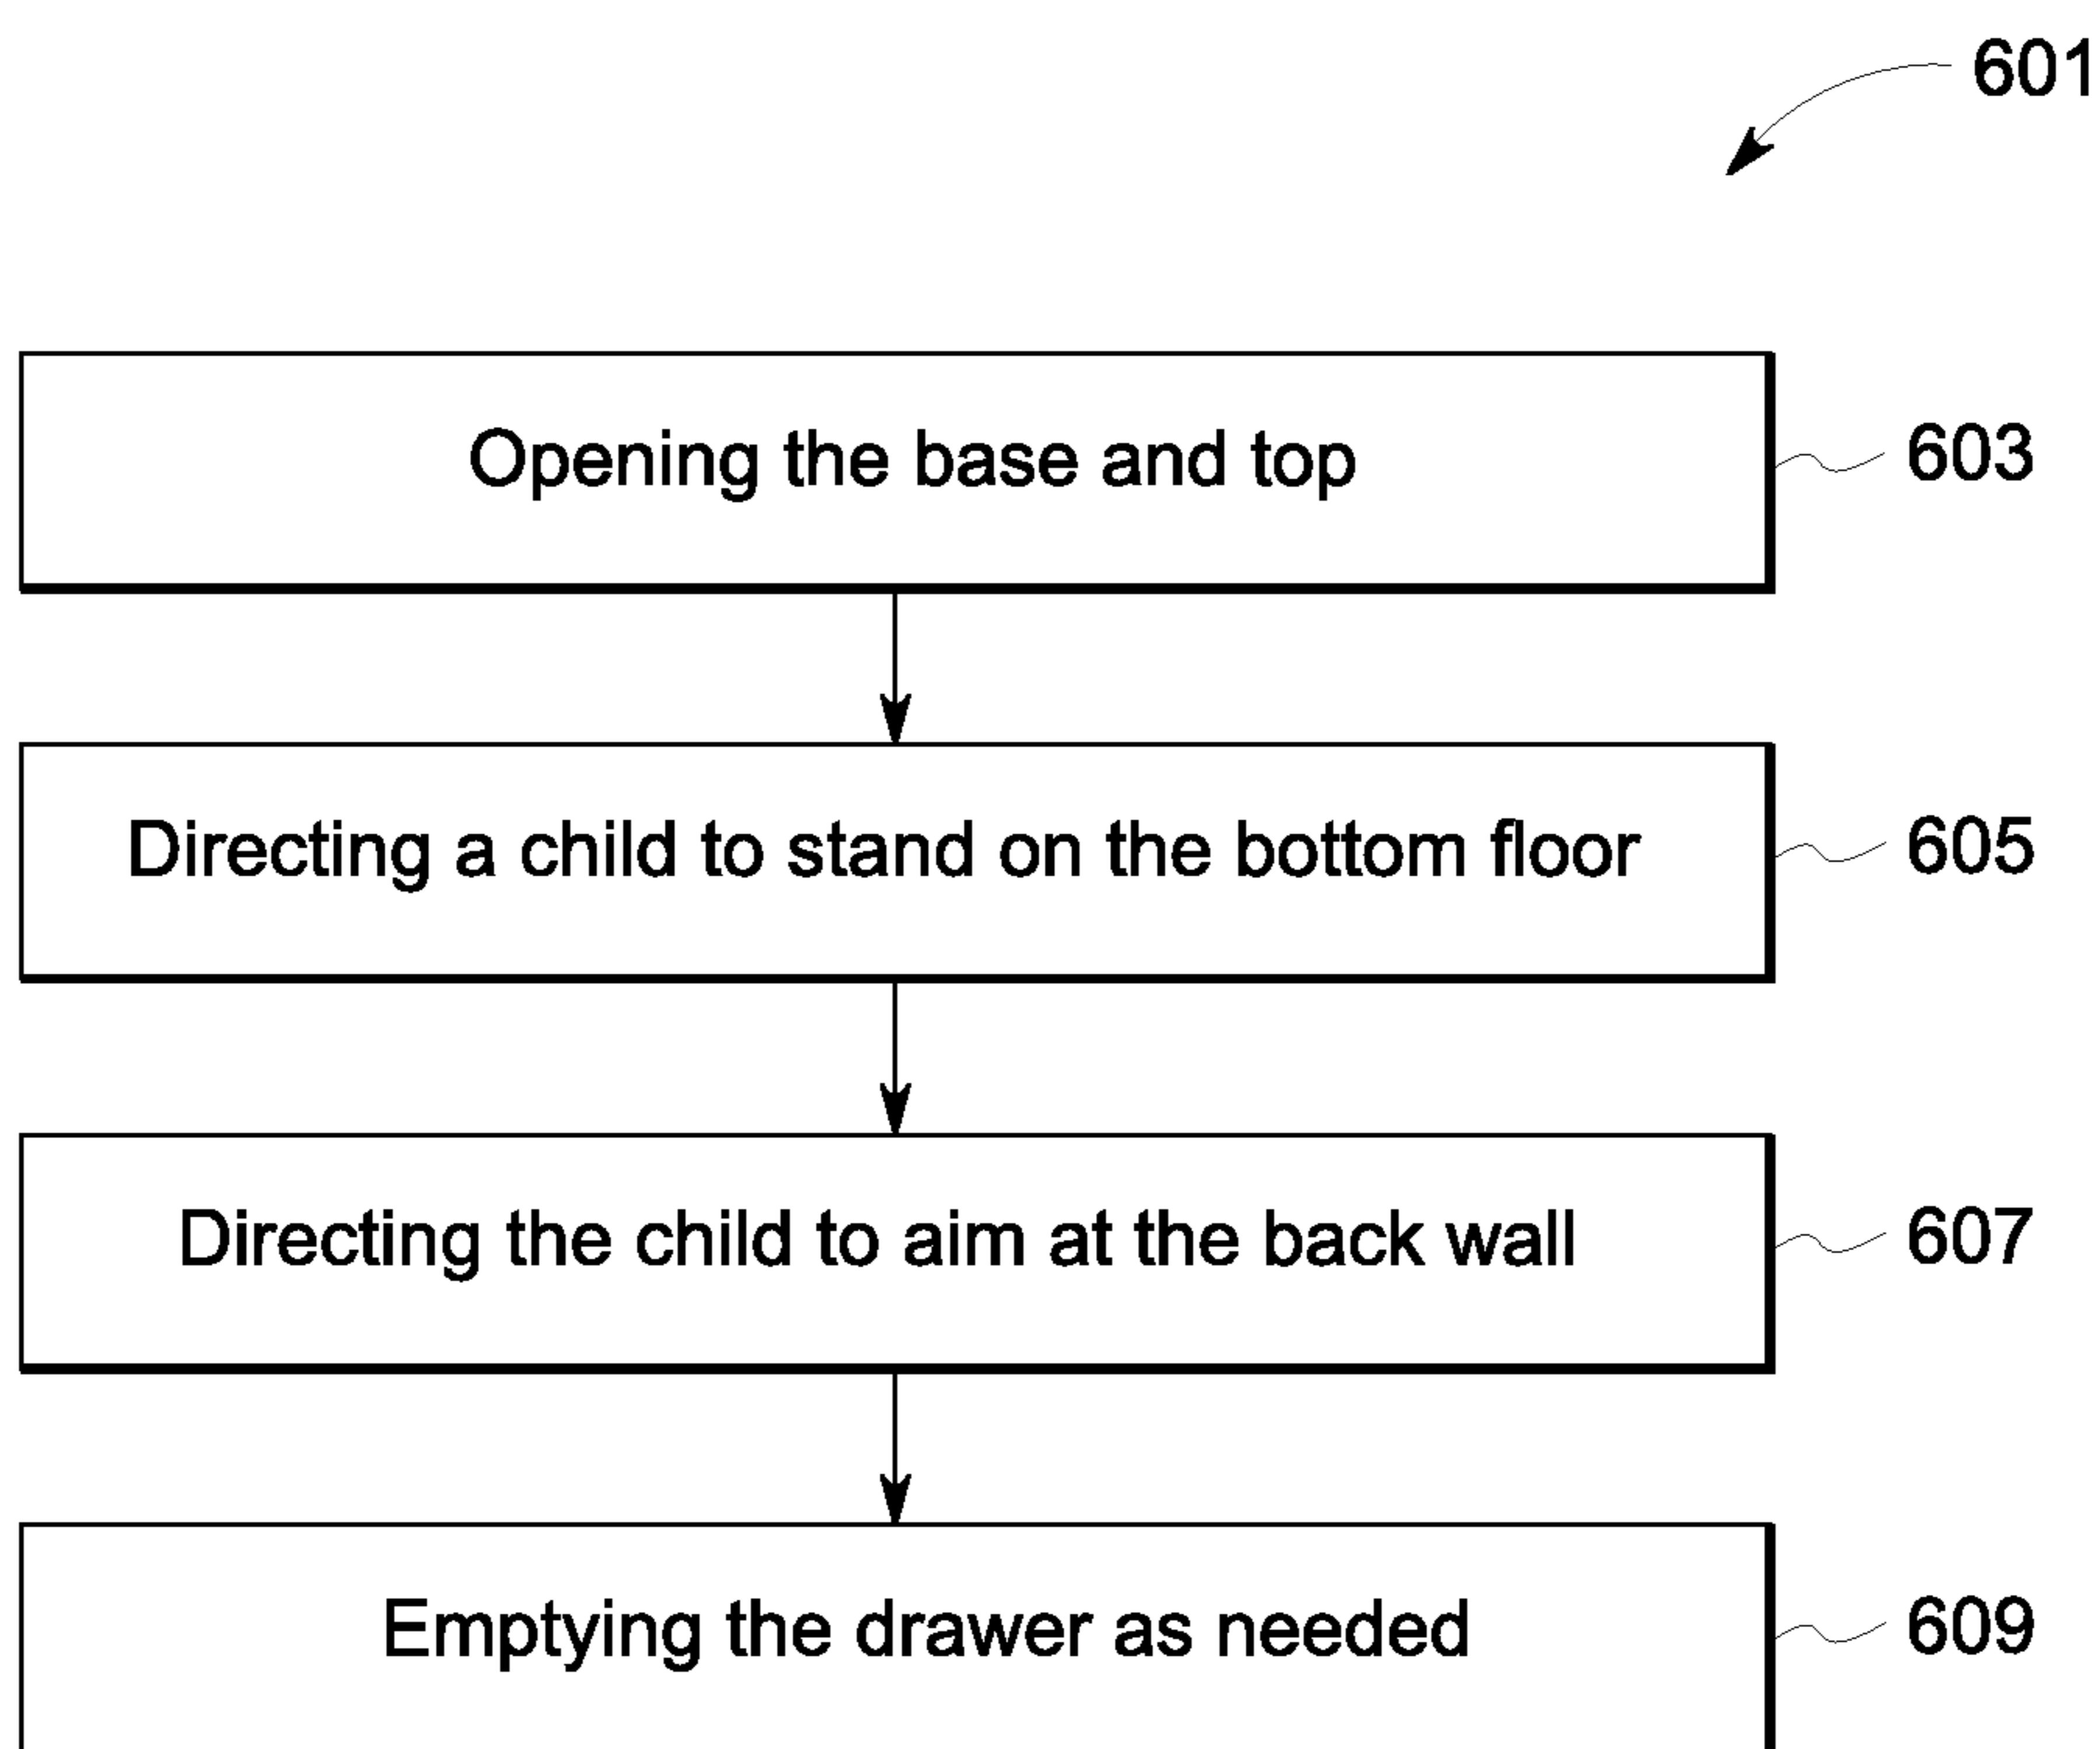 601
Opening the base and top
603
Directing a child to stand on the bottom floor
605
Directing the child to aim at the back wall
607
Emptying the drawer as needed
609